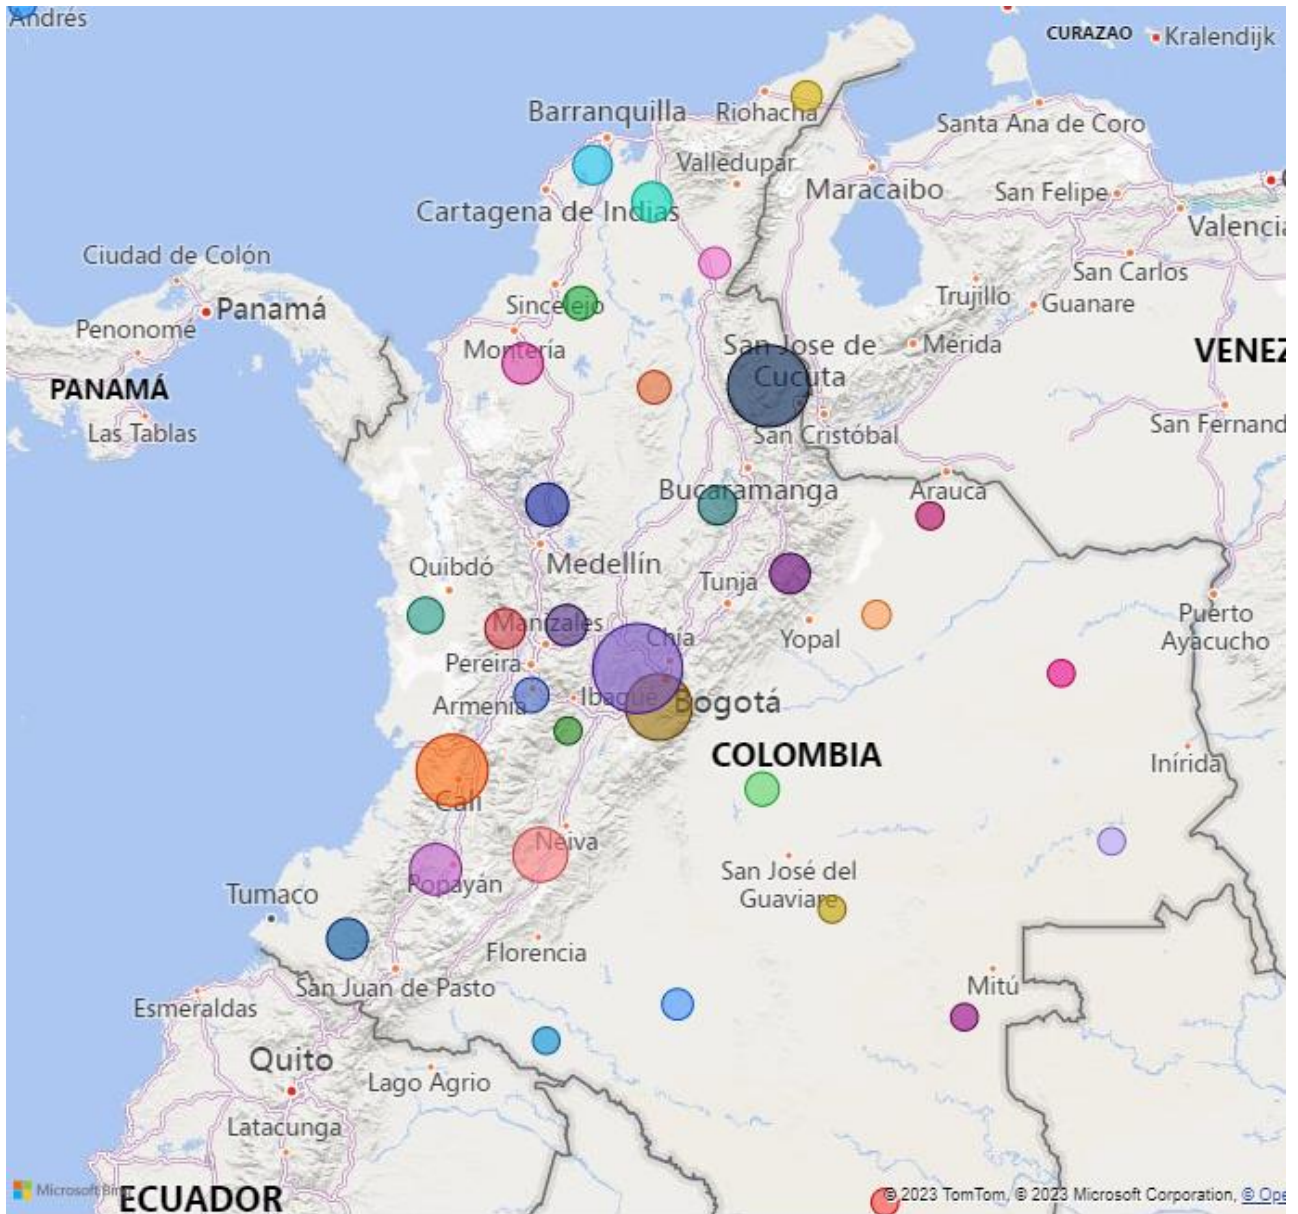 Andrés
CURAZAO
Kralendijk
Barranquilla
Riohacha
Santa Ana de Coro
Valledupar
Maracaibo
San Felipe
Cartagena de Indias
Valencia
Ciudad de Colón
San Carlos
Panamá
Sincelejo
Trujillo
Guanare
Penonomé
Montería
San Jose de
Cucuta
Mérida
VENEZ
PANAMÁ
Las Tablas
San Cristóbal
San Fernand
Bucaramanga
Arauca
Quibdó
Medellín
Tunja
Manizales
Chía
Yopal
Puerto
Ayacucho
Pereira
Armenia
Ibagué
Bogotá
COLOMBIA
Inírida
Cali
Neiva
Popayán
San José del
Guaviare
Tumaco
Florencia
San Juan de Pasto
Mitú
Esmeraldas
Quito
Lago Agrio
Latacunga
Microsoft Bing
ECUADOR
© 2023 TomTom, © 2023 Microsoft Corporation, © Ope